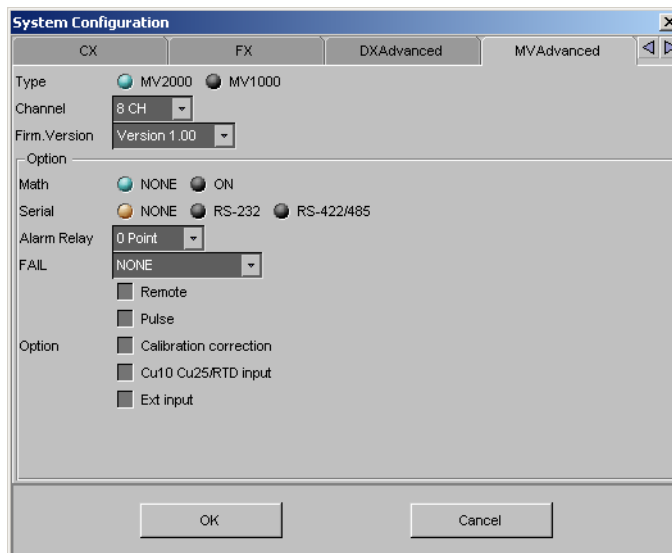 System Configuration
CX FX DXAdvanced MVAdvanced
Type MV2000 MV1000
Channel 8 CH
Firm.Version Version 1.00
Option
Math NONE ON
Serial NONE RS-232 RS-422/485
Alarm Relay 0 Point
FAIL NONE
Remote
Pulse
Option Calibration correction
Cu10 Cu25/RTD input
Ext input
OK Cancel